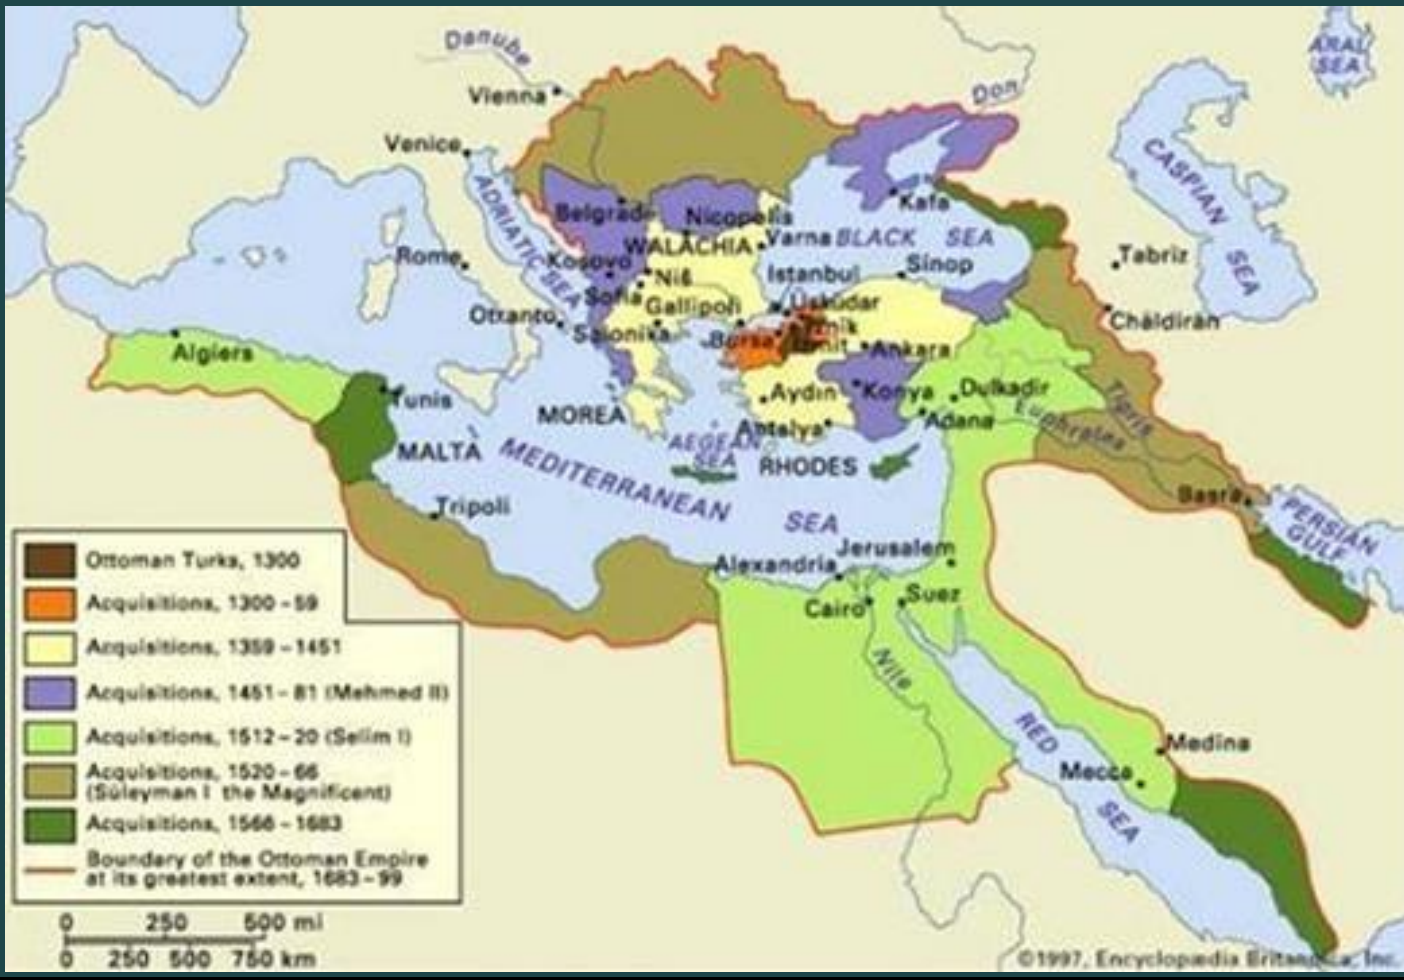 Danube
Vienna
Venice
ADRIATIC SEA
Rome
Otranto
Belgrade
Nicopolis
WALACHIA
Varna
BLACK SEA
Kosovo
Niš
Sofia
Gallipoli
Salonika
Istanbul
Üsküdar
Sinop
Kafa
Don
ARAL SEA
CASPIAN SEA
Tabriz
Chāldirān
Bursa
İznik
İzmit
Ankara
Aydın
Konya
Dulkadir
Adana
Antalya
Euphrates
Tigris
Basra
PERSIAN GULF
Algiers
Tunis
MALTA
MOREA
AEGEAN SEA
RHODES
MEDITERRANEAN SEA
Tripoli
Alexandria
Jerusalem
Cairo
Suez
Nile
RED SEA
Medina
Mecca
Ottoman Turks, 1300
Acquisitions, 1300–59
Acquisitions, 1359–1451
Acquisitions, 1451–81 (Mehmed II)
Acquisitions, 1512–20 (Selim I)
Acquisitions, 1520–66
(Süleyman I the Magnificent)
Acquisitions, 1566–1683
Boundary of the Ottoman Empire
at its greatest extent, 1683–99
0 250 500 mi
0 250 500 750 km
©1997, Encyclopædia Britannica, Inc.